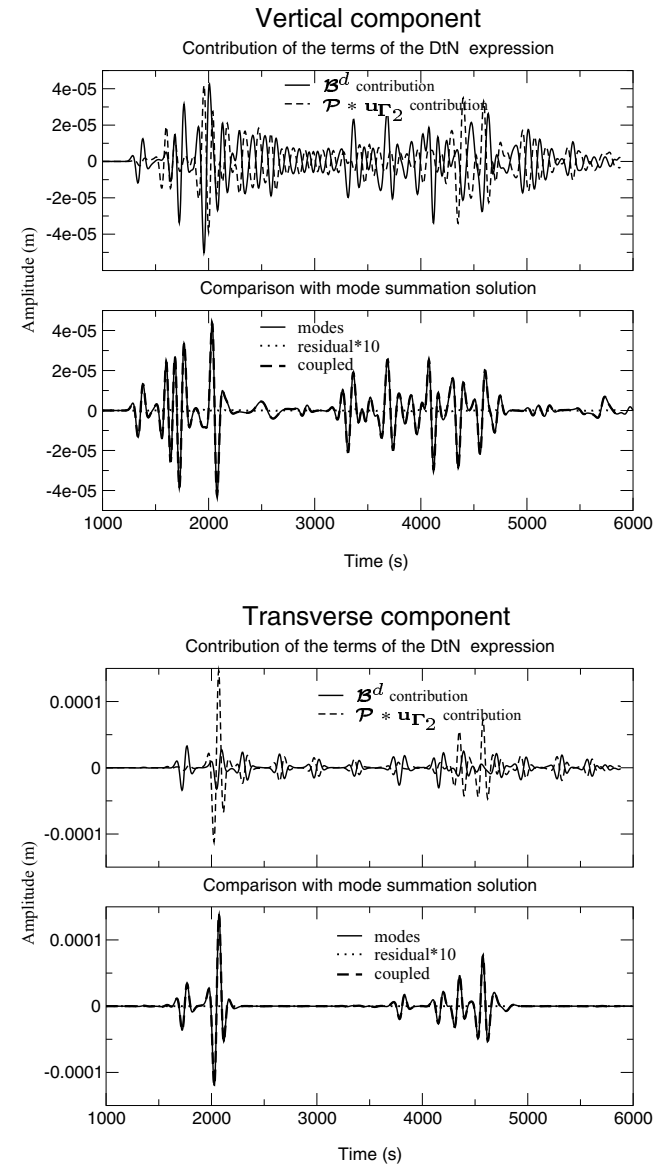 Vertical component
Contribution of the terms of the DtN expression
4e-05
2e-05
0
-2e-05
-4e-05
𝓑^d contribution
𝓟 * u_Γ2 contribution
Amplitude (m)
Comparison with mode summation solution
4e-05
2e-05
0
-2e-05
-4e-05
modes
residual*10
coupled
1000 2000 3000 4000 5000 6000
Time (s)
Transverse component
Contribution of the terms of the DtN expression
0.0001
0
-0.0001
𝓑^d contribution
𝓟 * u_Γ2 contribution
Amplitude (m)
Comparison with mode summation solution
0.0001
0
-0.0001
modes
residual*10
coupled
1000 2000 3000 4000 5000 6000
Time (s)